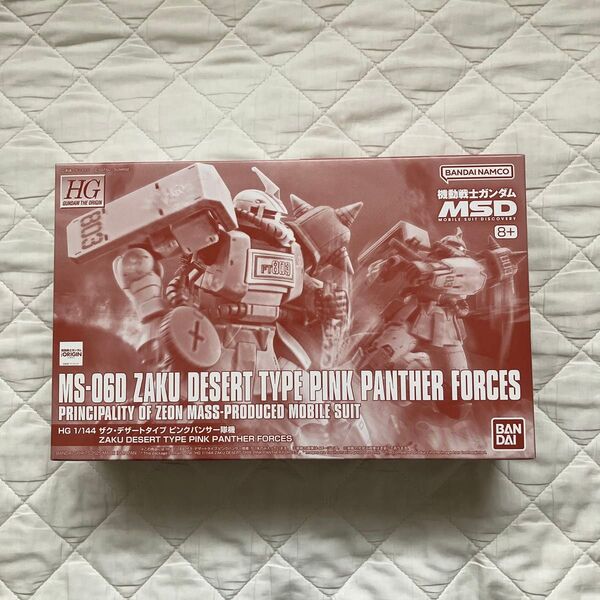 HG
GUNDAM THE ORIGIN
BANDAI NAMCO
機動戦士ガンダム
MSD
MOBILE SUIT DISCOVERY
8+
803
FT803
ORIGIN
MS-06D ZAKU DESERT TYPE PINK PANTHER FORCES
PRINCIPALITY OF ZEON MASS-PRODUCED MOBILE SUIT
HG 1/144 ザク・デザートタイプ ピンクパンサー隊機
ZAKU DESERT TYPE PINK PANTHER FORCES
BAN
DAI